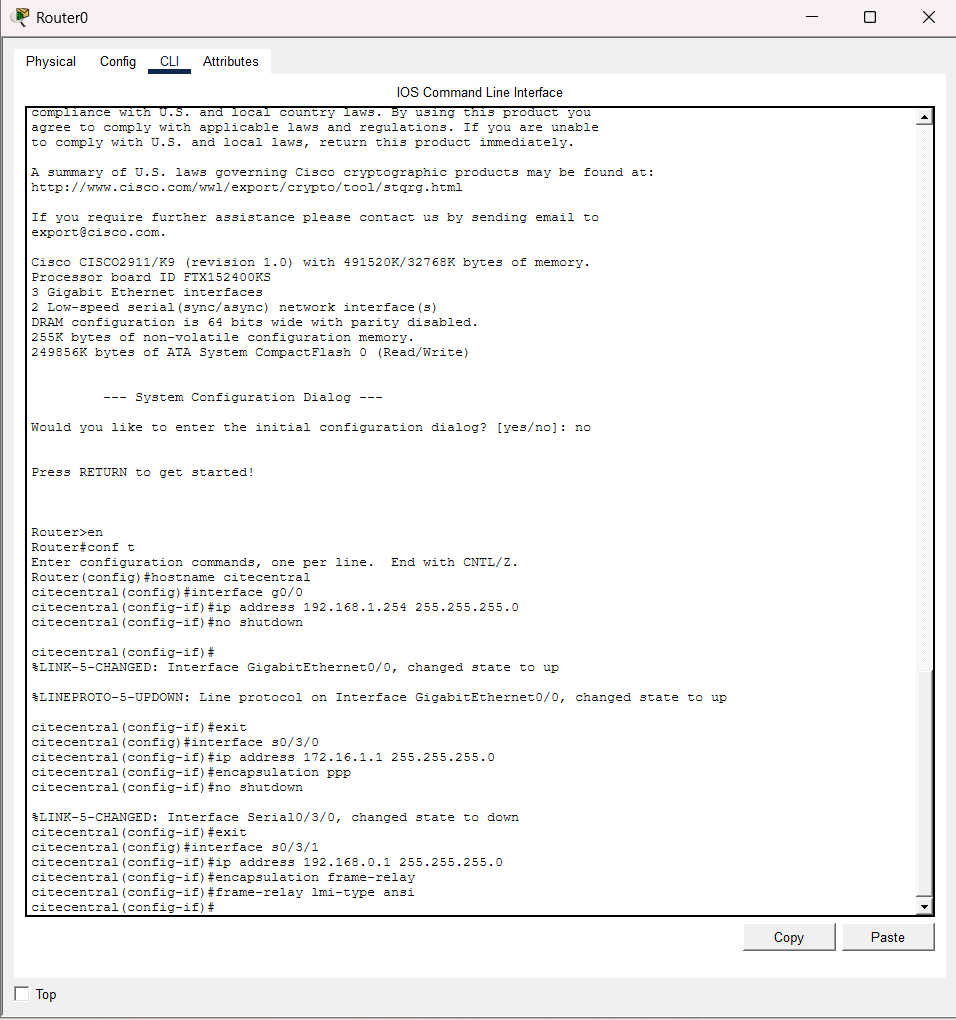 Router0
Physical Config CLI Attributes
IOS Command Line Interface
compliance with U.S. and local country laws. By using this product you
agree to comply with applicable laws and regulations. If you are unable
to comply with U.S. and local laws, return this product immediately.
A summary of U.S. laws governing Cisco cryptographic products may be found at:
http://www.cisco.com/wwl/export/crypto/tool/stqrg.html
If you require further assistance please contact us by sending email to
export@cisco.com.
Cisco CISCO2911/K9 (revision 1.0) with 491520K/32768K bytes of memory.
Processor board ID FTX152400KS
3 Gigabit Ethernet interfaces
2 Low-speed serial(sync/async) network interface(s)
DRAM configuration is 64 bits wide with parity disabled.
255K bytes of non-volatile configuration memory.
249856K bytes of ATA System CompactFlash 0 (Read/Write)
--- System Configuration Dialog ---
Would you like to enter the initial configuration dialog? [yes/no]: no
Press RETURN to get started!
Router>en
Router#conf t
Enter configuration commands, one per line.  End with CNTL/Z.
Router(config)#hostname citecentral
citecentral(config)#interface g0/0
citecentral(config-if)#ip address 192.168.1.254 255.255.255.0
citecentral(config-if)#no shutdown
citecentral(config-if)#
%LINK-5-CHANGED: Interface GigabitEthernet0/0, changed state to up
%LINEPROTO-5-UPDOWN: Line protocol on Interface GigabitEthernet0/0, changed state to up
citecentral(config-if)#exit
citecentral(config)#interface s0/3/0
citecentral(config-if)#ip address 172.16.1.1 255.255.255.0
citecentral(config-if)#encapsulation ppp
citecentral(config-if)#no shutdown
%LINK-5-CHANGED: Interface Serial0/3/0, changed state to down
citecentral(config-if)#exit
citecentral(config)#interface s0/3/1
citecentral(config-if)#ip address 192.168.0.1 255.255.255.0
citecentral(config-if)#encapsulation frame-relay
citecentral(config-if)#frame-relay lmi-type ansi
citecentral(config-if)#
Copy Paste
Top